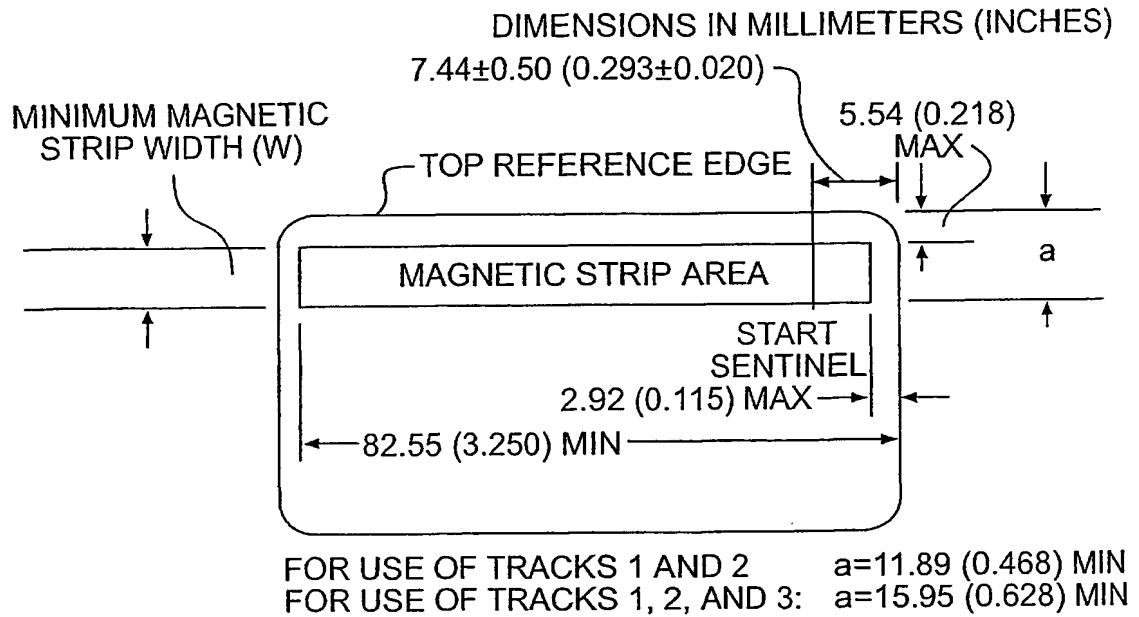 DIMENSIONS IN MILLIMETERS (INCHES)
7.44±0.50 (0.293±0.020)
MINIMUM MAGNETIC
STRIP WIDTH (W)
5.54 (0.218)
MAX
TOP REFERENCE EDGE
a
MAGNETIC STRIP AREA
START
SENTINEL
2.92 (0.115) MAX
82.55 (3.250) MIN
FOR USE OF TRACKS 1 AND 2 a=11.89 (0.468) MIN
FOR USE OF TRACKS 1, 2, AND 3: a=15.95 (0.628) MIN